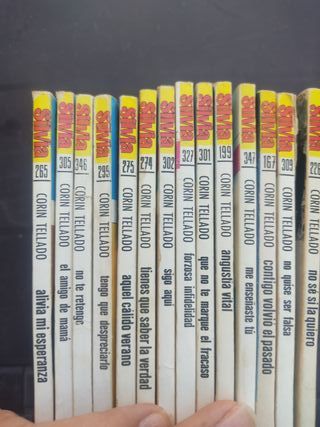 silvia
265
CORIN TELLADO
alivia mi esperanza
silvia
305
CORIN TELLADO
el amigo de mamá
silvia
346
CORIN TELLADO
no te retengo
silvia
295
CORIN TELLADO
tengo que despreciarlo
silvia
275
CORIN TELLADO
aquel cálido verano
silvia
274
CORIN TELLADO
tienes que saber la verdad
silvia
302
CORIN TELLADO
sigo aquí
silvia
327
CORIN TELLADO
forzosa infidelidad
silvia
301
CORIN TELLADO
que no te marque el fracaso
silvia
199
CORIN TELLADO
angustia vital
silvia
347
CORIN TELLADO
me enseñaste tú
silvia
167
CORIN TELLADO
contigo volvió el pasado
silvia
309
CORIN TELLADO
no quise ser falsa
silvia
226
CORIN TELLADO
no sé si la quiero